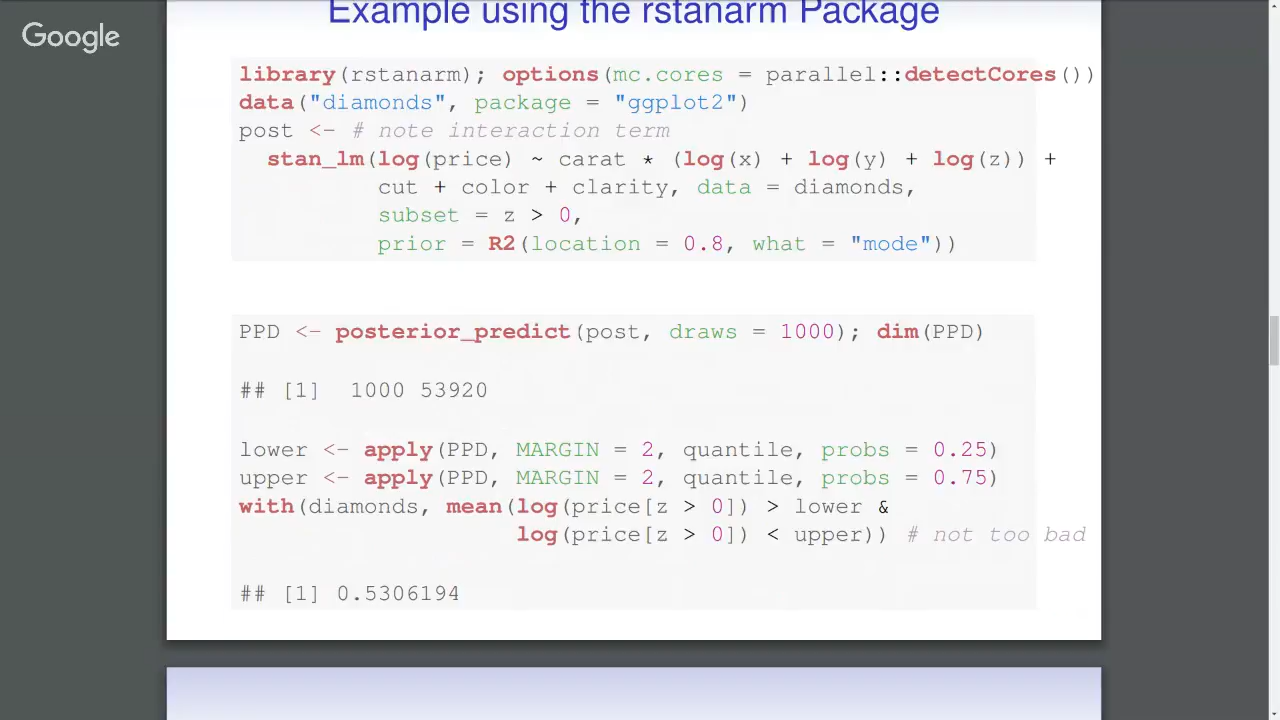 Google
Example using the rstanarm Package
library(rstanarm); options(mc.cores = parallel::detectCores())
data("diamonds", package = "ggplot2")
post <- # note interaction term
stan_lm(log(price) ~ carat * (log(x) + log(y) + log(z)) +
cut + color + clarity, data = diamonds,
subset = z > 0,
prior = R2(location = 0.8, what = "mode"))
PPD <- posterior_predict(post, draws = 1000); dim(PPD)
## [1] 1000 53920
lower <- apply(PPD, MARGIN = 2, quantile, probs = 0.25)
upper <- apply(PPD, MARGIN = 2, quantile, probs = 0.75)
with(diamonds, mean(log(price[z > 0]) > lower &
log(price[z > 0]) < upper)) # not too bad
## [1] 0.5306194